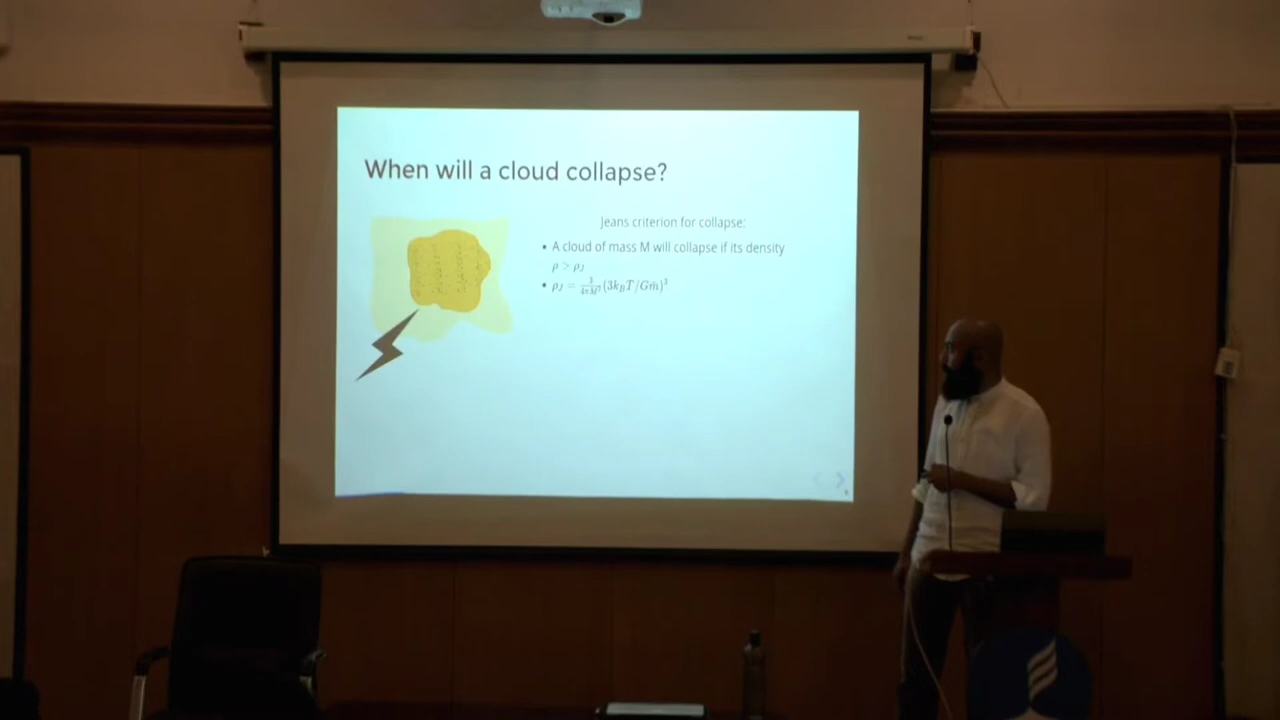 When will a cloud collapse?
Jeans criterion for collapse:
• A cloud of mass M will collapse if its density
ρ > ρJ
• ρJ = 3/4πM² (3kBT/Gm̄)³